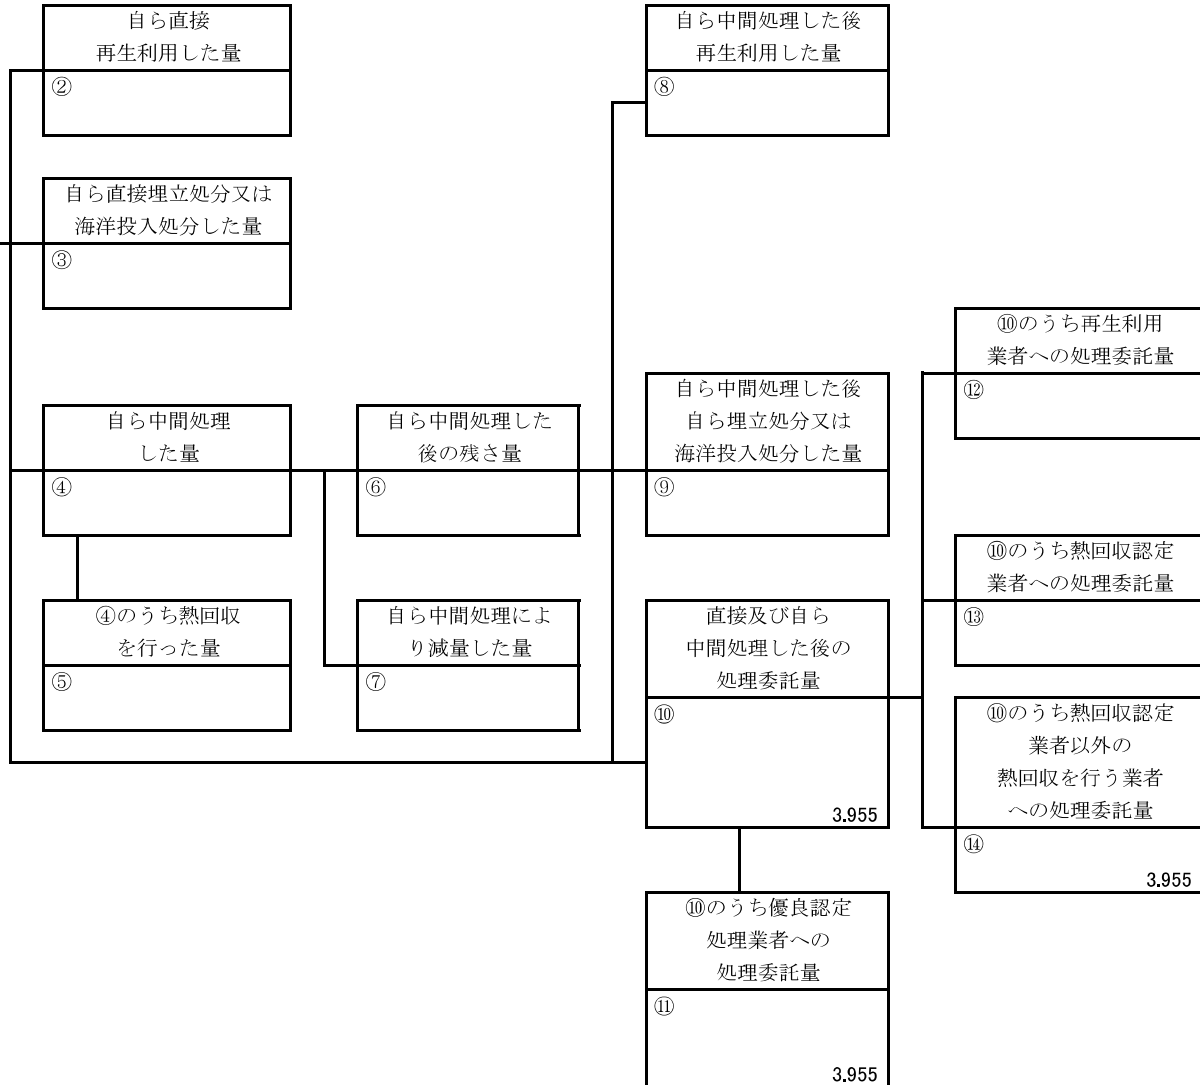 自ら直接
再生利用した量
②
自ら中間処理した後
再生利用した量
⑧
自ら直接埋立処分又は
海洋投入処分した量
③
⑩のうち再生利用
業者への処理委託量
⑫
自ら中間処理
した量
④
自ら中間処理した
後の残さ量
⑥
自ら中間処理した後
自ら埋立処分又は
海洋投入処分した量
⑨
⑩のうち熱回収認定
業者への処理委託量
⑬
④のうち熱回収
を行った量
⑤
自ら中間処理によ
り減量した量
⑦
直接及び自ら
中間処理した後の
処理委託量
⑩
3.955
⑩のうち熱回収認定
業者以外の
熱回収を行う業者
への処理委託量
⑭
3.955
⑩のうち優良認定
処理業者への
処理委託量
⑪
3.955